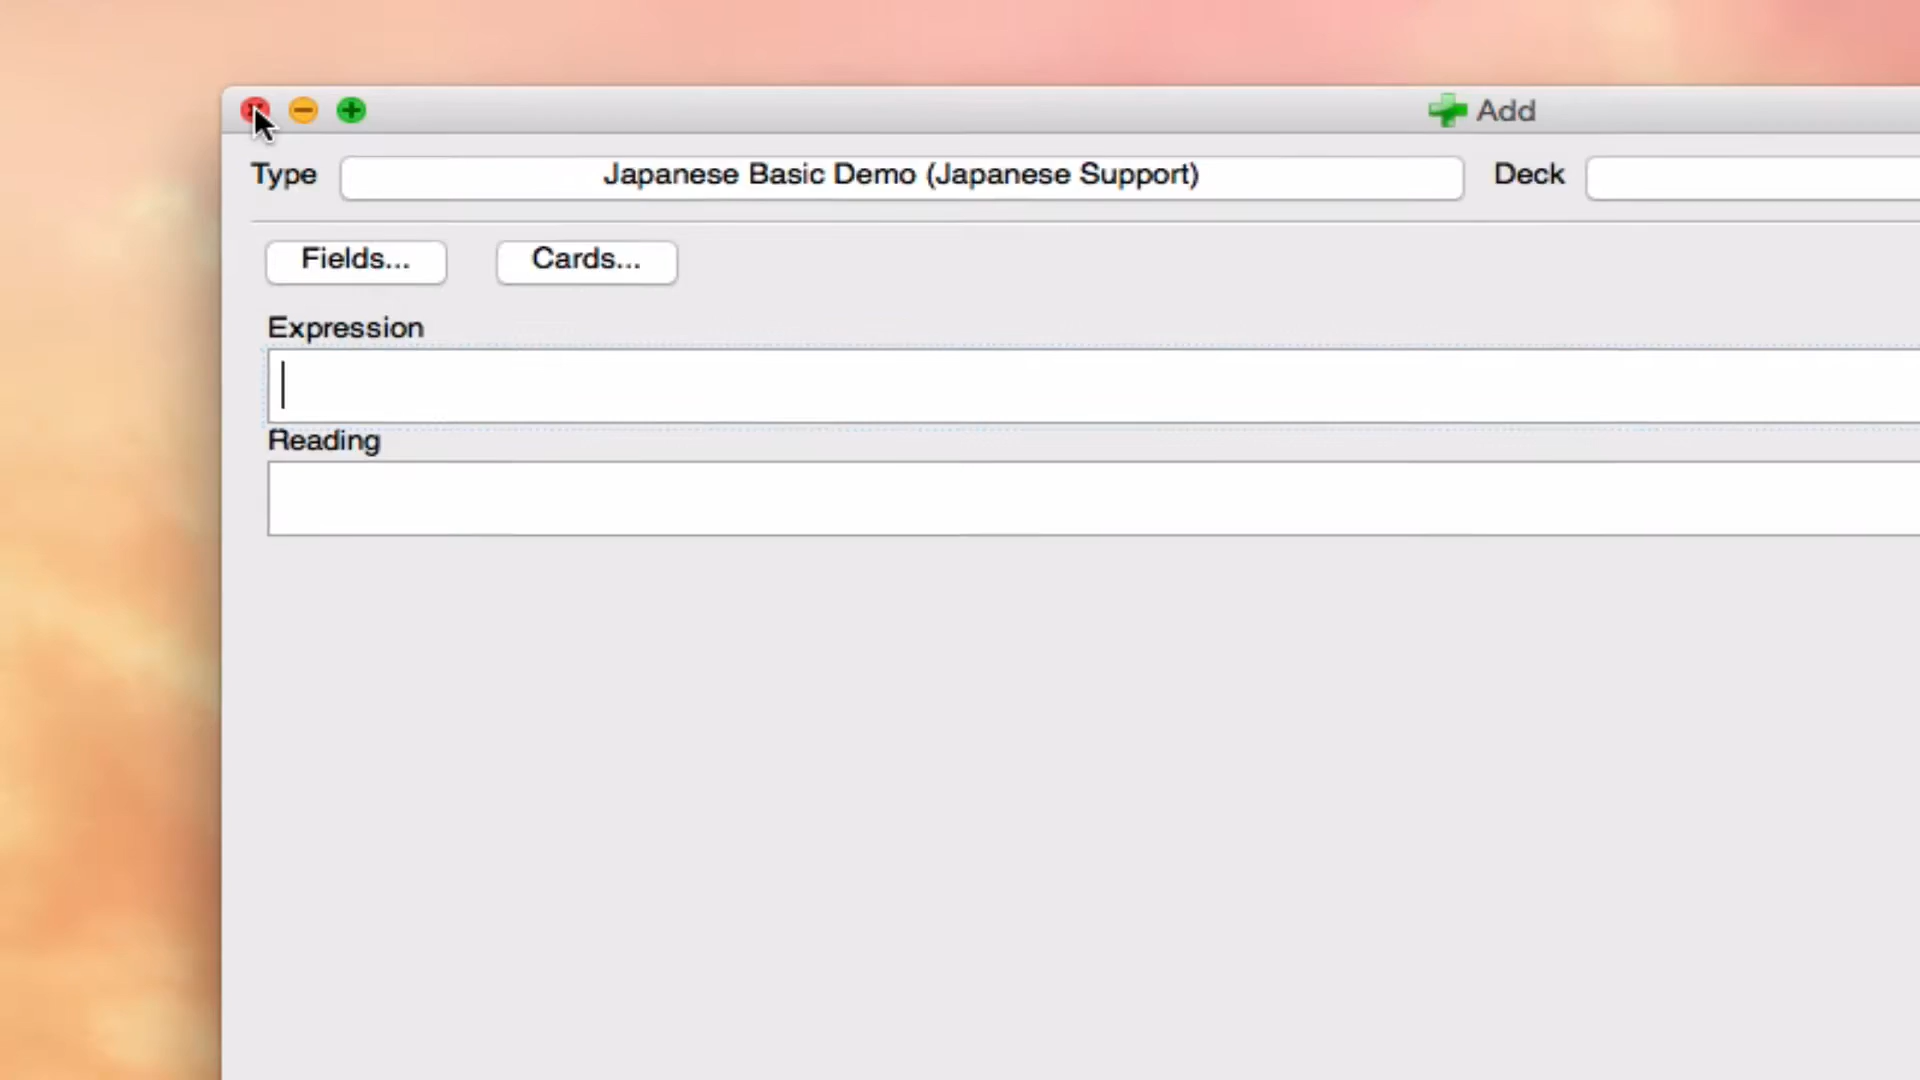 Add
Type Japanese Basic Demo (Japanese Support) Deck
Fields... Cards...
Expression
Reading